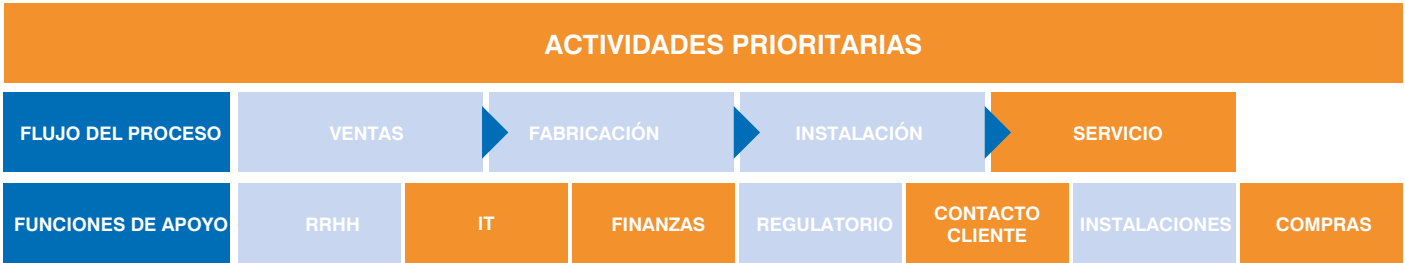 ACTIVIDADES PRIORITARIAS
FLUJO DEL PROCESO
VENTAS
FABRICACIÓN
INSTALACIÓN
SERVICIO
FUNCIONES DE APOYO
RRHH
IT
FINANZAS
REGULATORIO
CONTACTO
CLIENTE
INSTALACIONES
COMPRAS